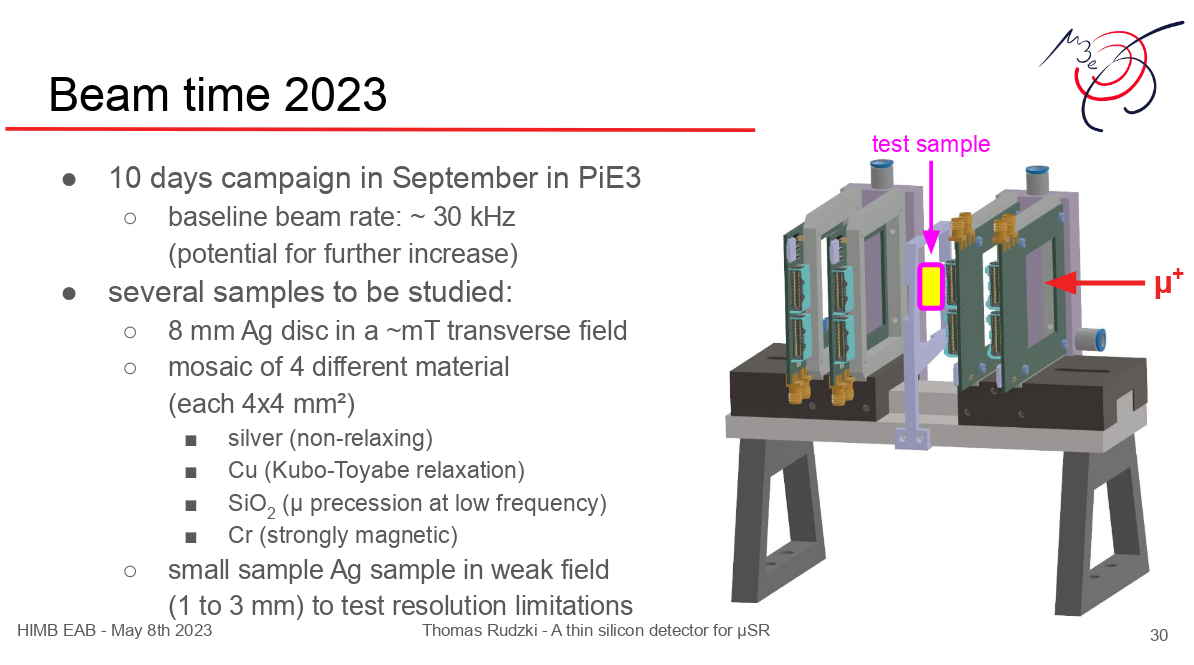 Beam time 2023
μ3e
● 10 days campaign in September in PiE3
○ baseline beam rate: ~ 30 kHz
(potential for further increase)
● several samples to be studied:
○ 8 mm Ag disc in a ~mT transverse field
○ mosaic of 4 different material
(each 4x4 mm²)
■ silver (non-relaxing)
■ Cu (Kubo-Toyabe relaxation)
■ SiO₂ (μ precession at low frequency)
■ Cr (strongly magnetic)
○ small sample Ag sample in weak field
(1 to 3 mm) to test resolution limitations
test sample
μ⁺
HIMB EAB - May 8th 2023
Thomas Rudzki - A thin silicon detector for μSR
30